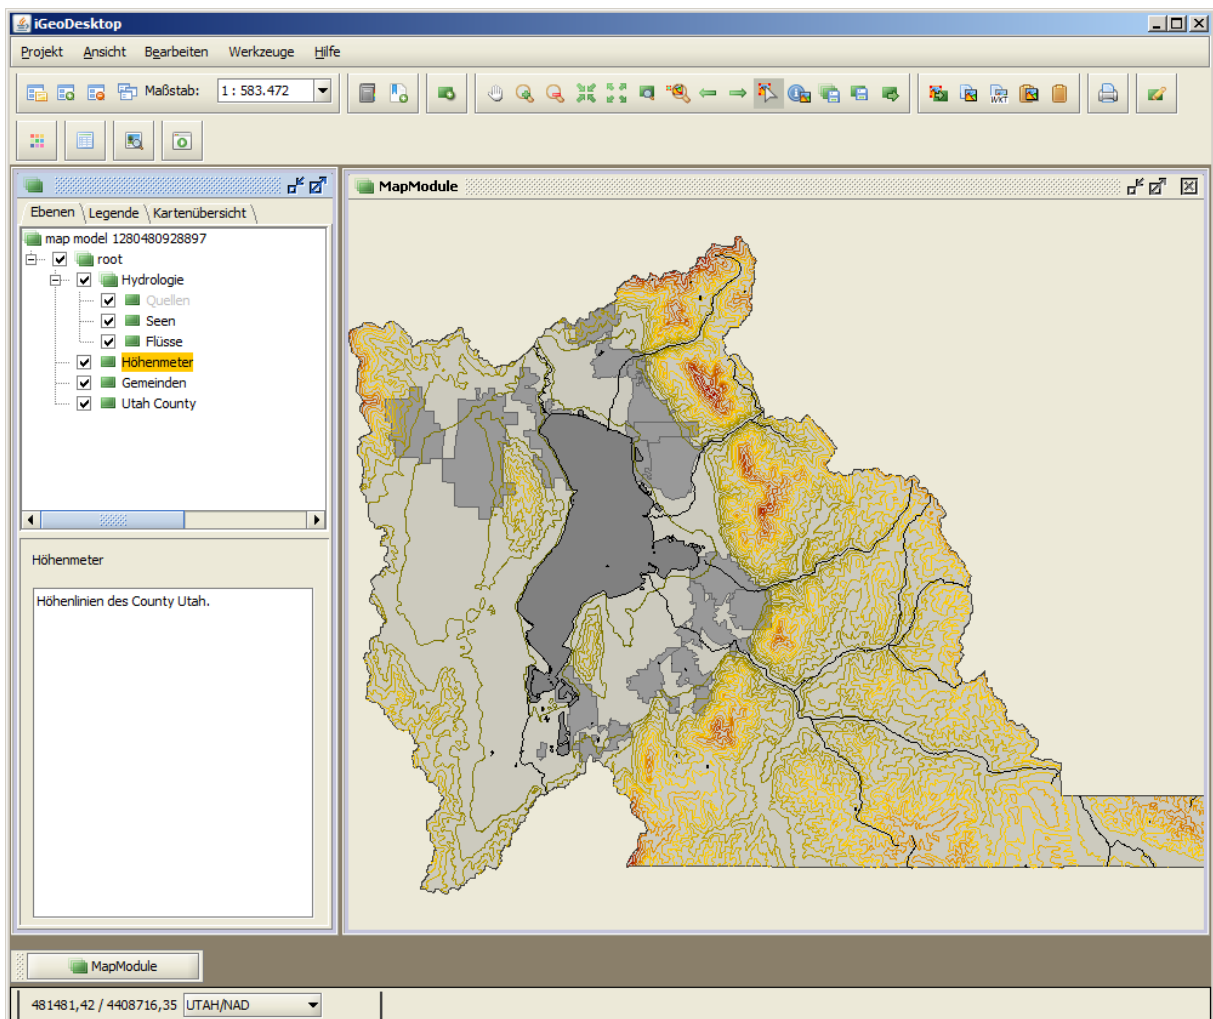 iGeoDesktop
Projekt Ansicht Bearbeiten Werkzeuge Hilfe
Maßstab: 1 : 583.472
WKT
MapModule
Ebenen Legende Kartenübersicht
map model 1280480928897
root
Hydrologie
Quellen
Seen
Flüsse
Höhenmeter
Gemeinden
Utah County
Höhenmeter
Höhenlinien des County Utah.
MapModule
481481,42 / 4408716,35 UTAH/NAD